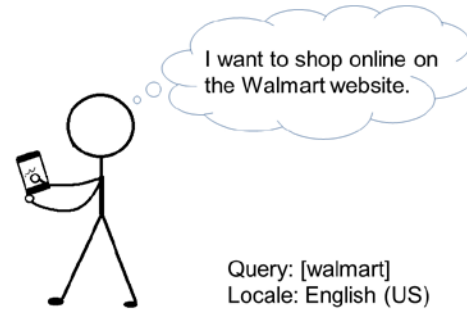 I want to shop online on
the Walmart website.
Query: [walmart]
Locale: English (US)